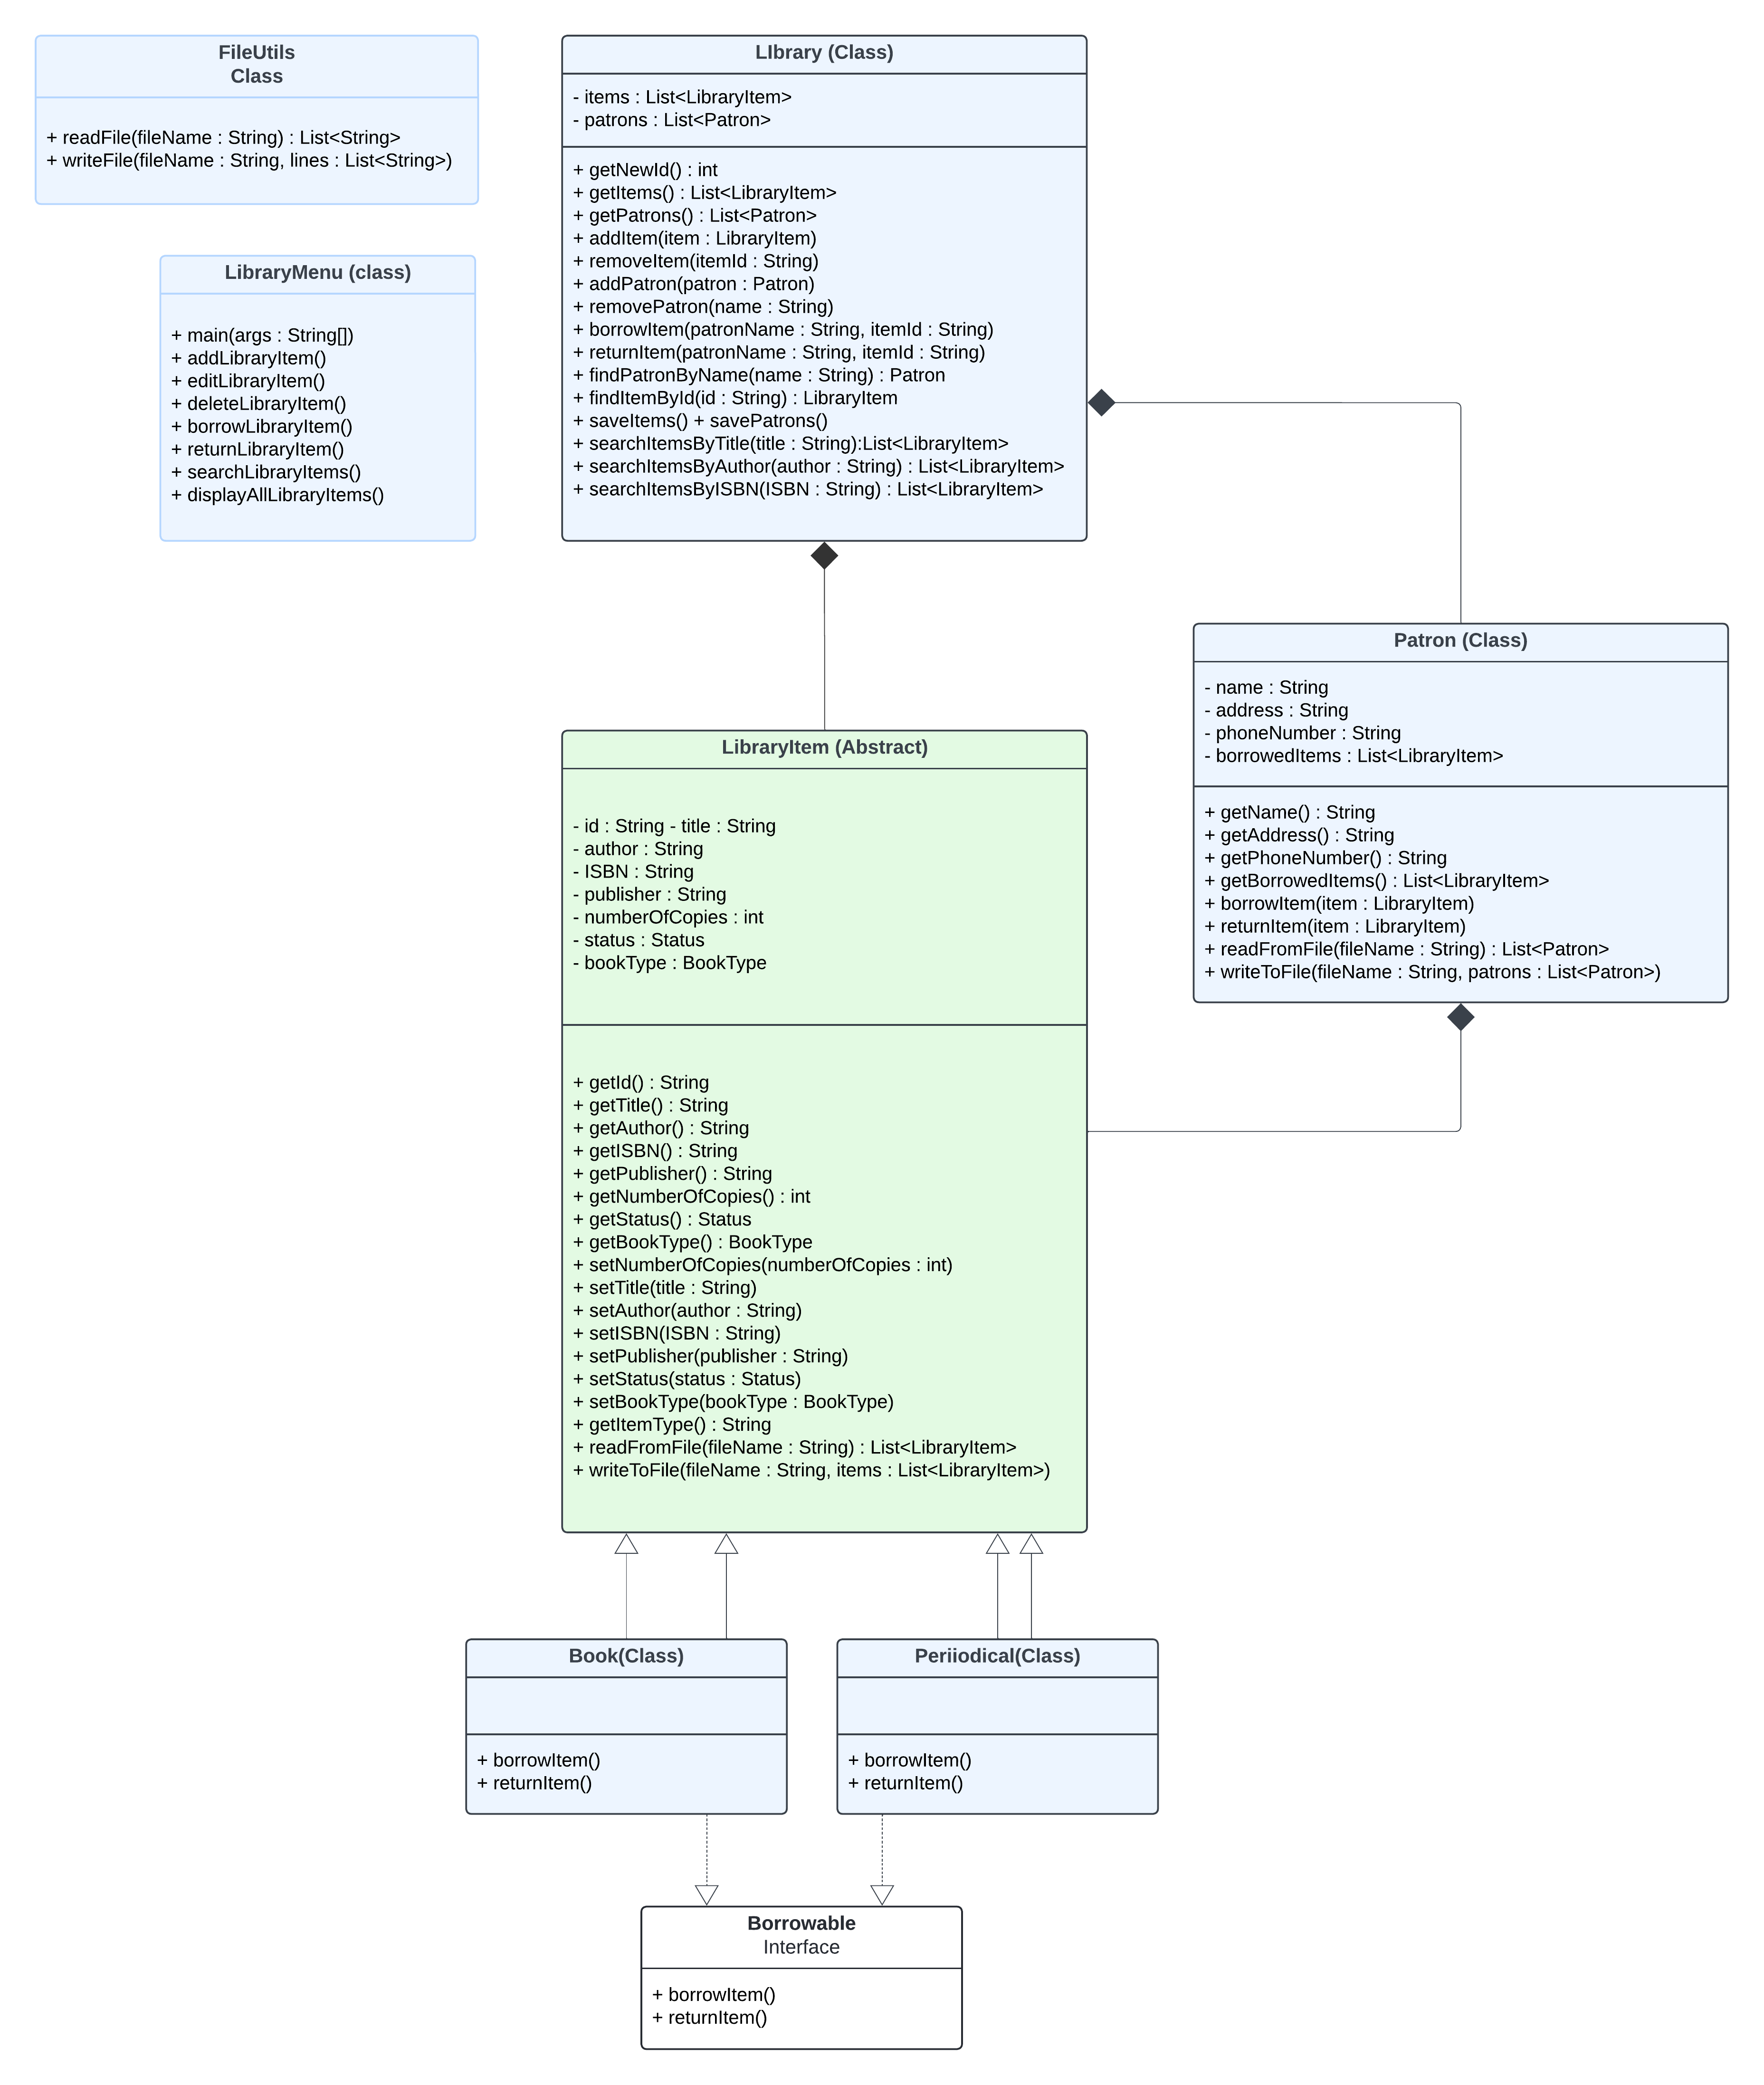 FileUtils
Class
+ readFile(fileName : String) : List<String>
+ writeFile(fileName : String, lines : List<String>)
LibraryMenu (class)
+ main(args : String[])
+ addLibraryItem()
+ editLibraryItem()
+ deleteLibraryItem()
+ borrowLibraryItem()
+ returnLibraryItem()
+ searchLibraryItems()
+ displayAllLibraryItems()
LIbrary (Class)
- items : List<LibraryItem>
- patrons : List<Patron>
+ getNewId() : int
+ getItems() : List<LibraryItem>
+ getPatrons() : List<Patron>
+ addItem(item : LibraryItem)
+ removeItem(itemId : String)
+ addPatron(patron : Patron)
+ removePatron(name : String)
+ borrowItem(patronName : String, itemId : String)
+ returnItem(patronName : String, itemId : String)
+ findPatronByName(name : String) : Patron
+ findItemById(id : String) : LibraryItem
+ saveItems() + savePatrons()
+ searchItemsByTitle(title : String):List<LibraryItem>
+ searchItemsByAuthor(author : String) : List<LibraryItem>
+ searchItemsByISBN(ISBN : String) : List<LibraryItem>
Patron (Class)
- name : String
- address : String
- phoneNumber : String
- borrowedItems : List<LibraryItem>
+ getName() : String
+ getAddress() : String
+ getPhoneNumber() : String
+ getBorrowedItems() : List<LibraryItem>
+ borrowItem(item : LibraryItem)
+ returnItem(item : LibraryItem)
+ readFromFile(fileName : String) : List<Patron>
+ writeToFile(fileName : String, patrons : List<Patron>)
LibraryItem (Abstract)
- id : String - title : String
- author : String
- ISBN : String
- publisher : String
- numberOfCopies : int
- status : Status
- bookType : BookType
+ getId() : String
+ getTitle() : String
+ getAuthor() : String
+ getISBN() : String
+ getPublisher() : String
+ getNumberOfCopies() : int
+ getStatus() : Status
+ getBookType() : BookType
+ setNumberOfCopies(numberOfCopies : int)
+ setTitle(title : String)
+ setAuthor(author : String)
+ setISBN(ISBN : String)
+ setPublisher(publisher : String)
+ setStatus(status : Status)
+ setBookType(bookType : BookType)
+ getItemType() : String
+ readFromFile(fileName : String) : List<LibraryItem>
+ writeToFile(fileName : String, items : List<LibraryItem>)
Book(Class)
+ borrowItem()
+ returnItem()
Periiodical(Class)
+ borrowItem()
+ returnItem()
Borrowable
Interface
+ borrowItem()
+ returnItem()